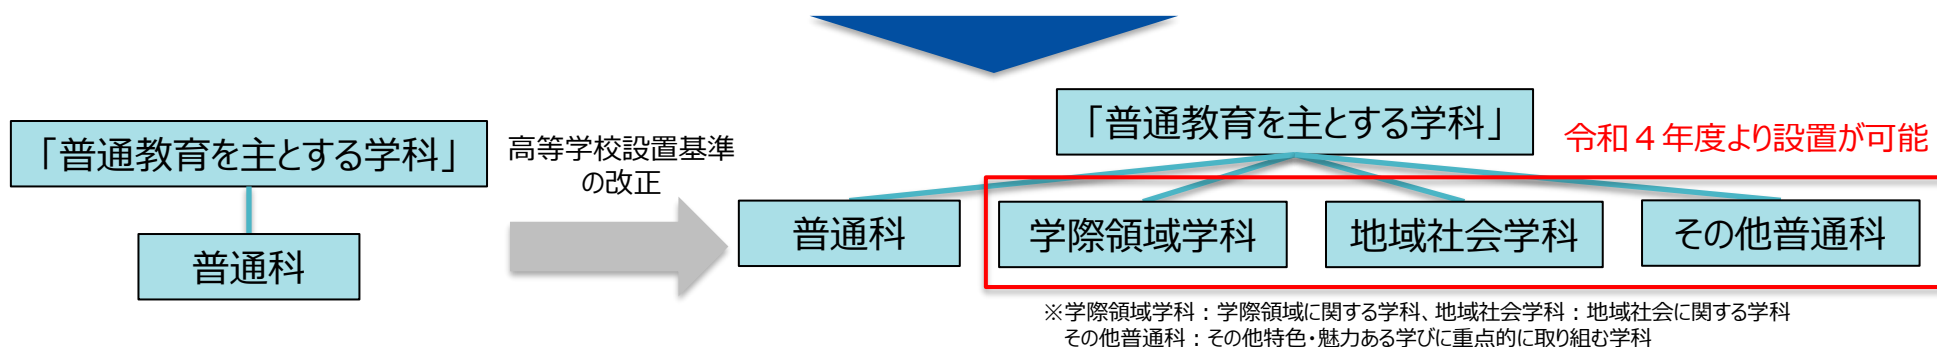 「普通教育を主とする学科」
普通科
高等学校設置基準
の改正
「普通教育を主とする学科」
令和４年度より設置が可能
普通科
学際領域学科
地域社会学科
その他普通科
※学際領域学科：学際領域に関する学科、地域社会学科：地域社会に関する学科
その他普通科：その他特色・魅力ある学びに重点的に取り組む学科